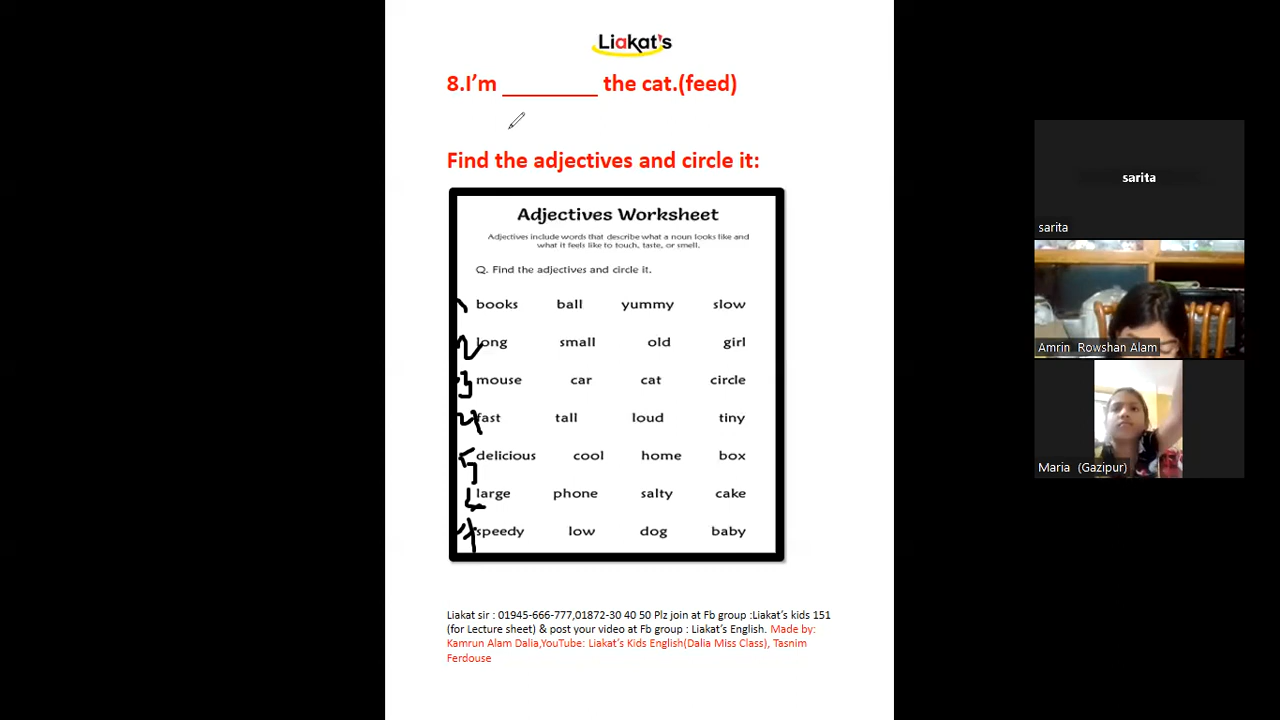 Liakat's
8.I'm ________ the cat.(feed)
Find the adjectives and circle it:
Adjectives Worksheet
Adjectives include words that describe what a noun looks like and
what it feels like to touch, taste, or smell.
Q. Find the adjectives and circle it.
1 books ball yummy slow
2 long small old girl
3 mouse car cat circle
4 fast tall loud tiny
5 delicious cool home box
large phone salty cake
speedy low dog baby
Liakat sir : 01945-666-777,01872-30 40 50 Plz join at Fb group :Liakat's kids 151
(for Lecture sheet) & post your video at Fb group : Liakat's English. Made by:
Kamrun Alam Dalia,YouTube: Liakat's Kids English(Dalia Miss Class), Tasnim
Ferdouse
sarita
sarita
Amrin Rowshan Alam
Maria (Gazipur)